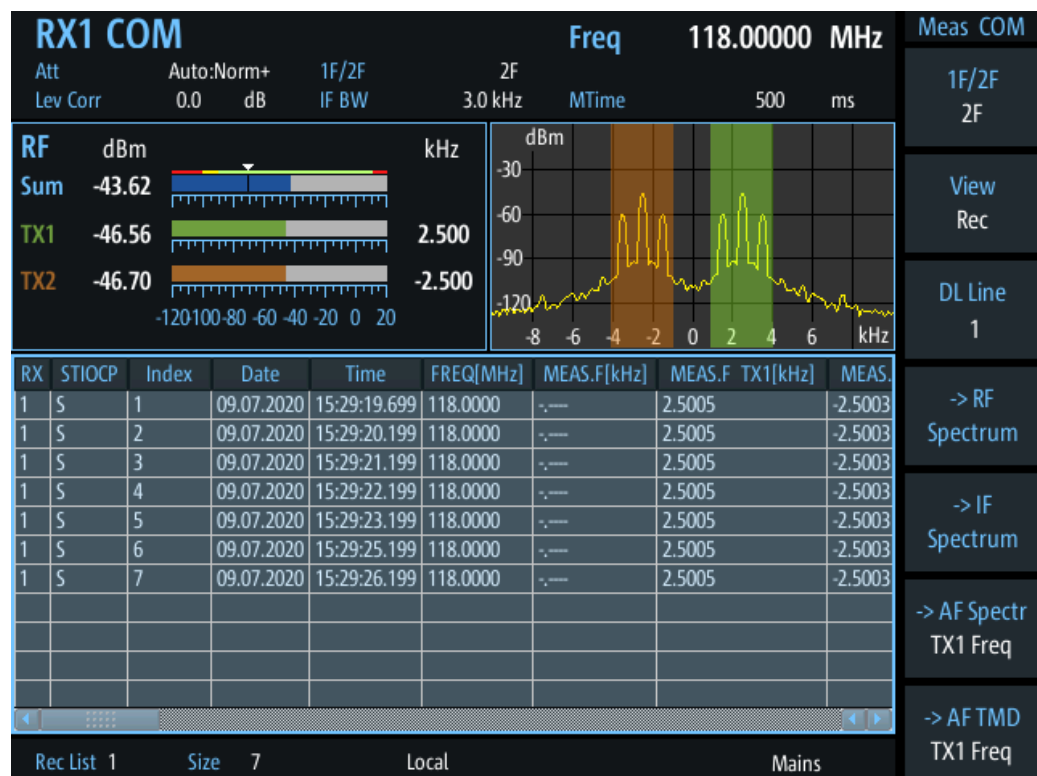 RX1 COM Freq 118.00000 MHz
Att Auto:Norm+ 1F/2F 2F
Lev Corr 0.0 dB IF BW 3.0 kHz MTime 500 ms
RF dBm kHz
Sum -43.62
TX1 -46.56 2.500
TX2 -46.70 -2.500
-120 -100 -80 -60 -40 -20 0 20
dBm
-30
-60
-90
-120
-8 -6 -4 -2 0 2 4 6 kHz
RX STIOCP Index Date Time FREQ[MHz] MEAS.F[kHz] MEAS.F TX1[kHz] MEAS.
1 S 1 09.07.2020 15:29:19.699 118.0000 -.---- 2.5005 -2.5003
1 S 2 09.07.2020 15:29:20.199 118.0000 -.---- 2.5005 -2.5003
1 S 3 09.07.2020 15:29:21.199 118.0000 -.---- 2.5005 -2.5003
1 S 4 09.07.2020 15:29:22.199 118.0000 -.---- 2.5005 -2.5003
1 S 5 09.07.2020 15:29:23.199 118.0000 -.---- 2.5005 -2.5003
1 S 6 09.07.2020 15:29:25.199 118.0000 -.---- 2.5005 -2.5003
1 S 7 09.07.2020 15:29:26.199 118.0000 -.---- 2.5005 -2.5003
Rec List 1 Size 7 Local Mains
Meas COM
1F/2F
2F
View
Rec
DL Line
1
-> RF
Spectrum
-> IF
Spectrum
-> AF Spectr
TX1 Freq
-> AF TMD
TX1 Freq